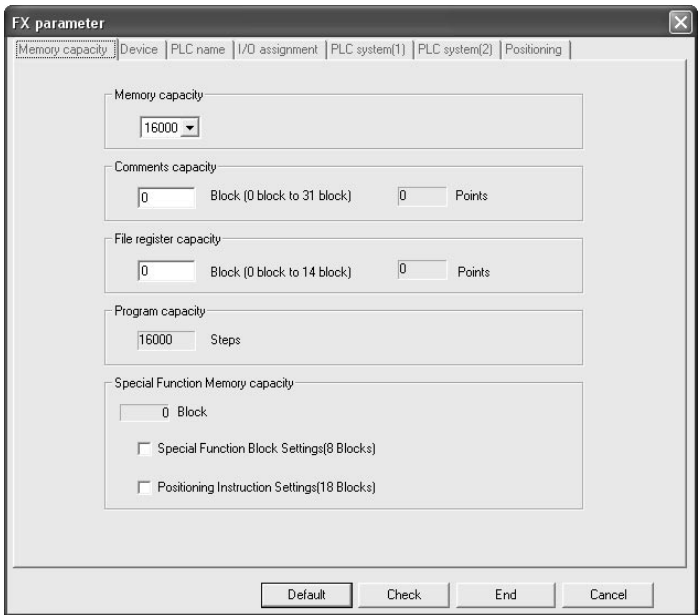 FX parameter
Memory capacity Device PLC name I/O assignment PLC system(1) PLC system(2) Positioning
Memory capacity
16000
Comments capacity
0 Block (0 block to 31 block) 0 Points
File register capacity
0 Block (0 block to 14 block) 0 Points
Program capacity
16000 Steps
Special Function Memory capacity
0 Block
Special Function Block Settings(8 Blocks)
Positioning Instruction Settings(18 Blocks)
Default Check End Cancel